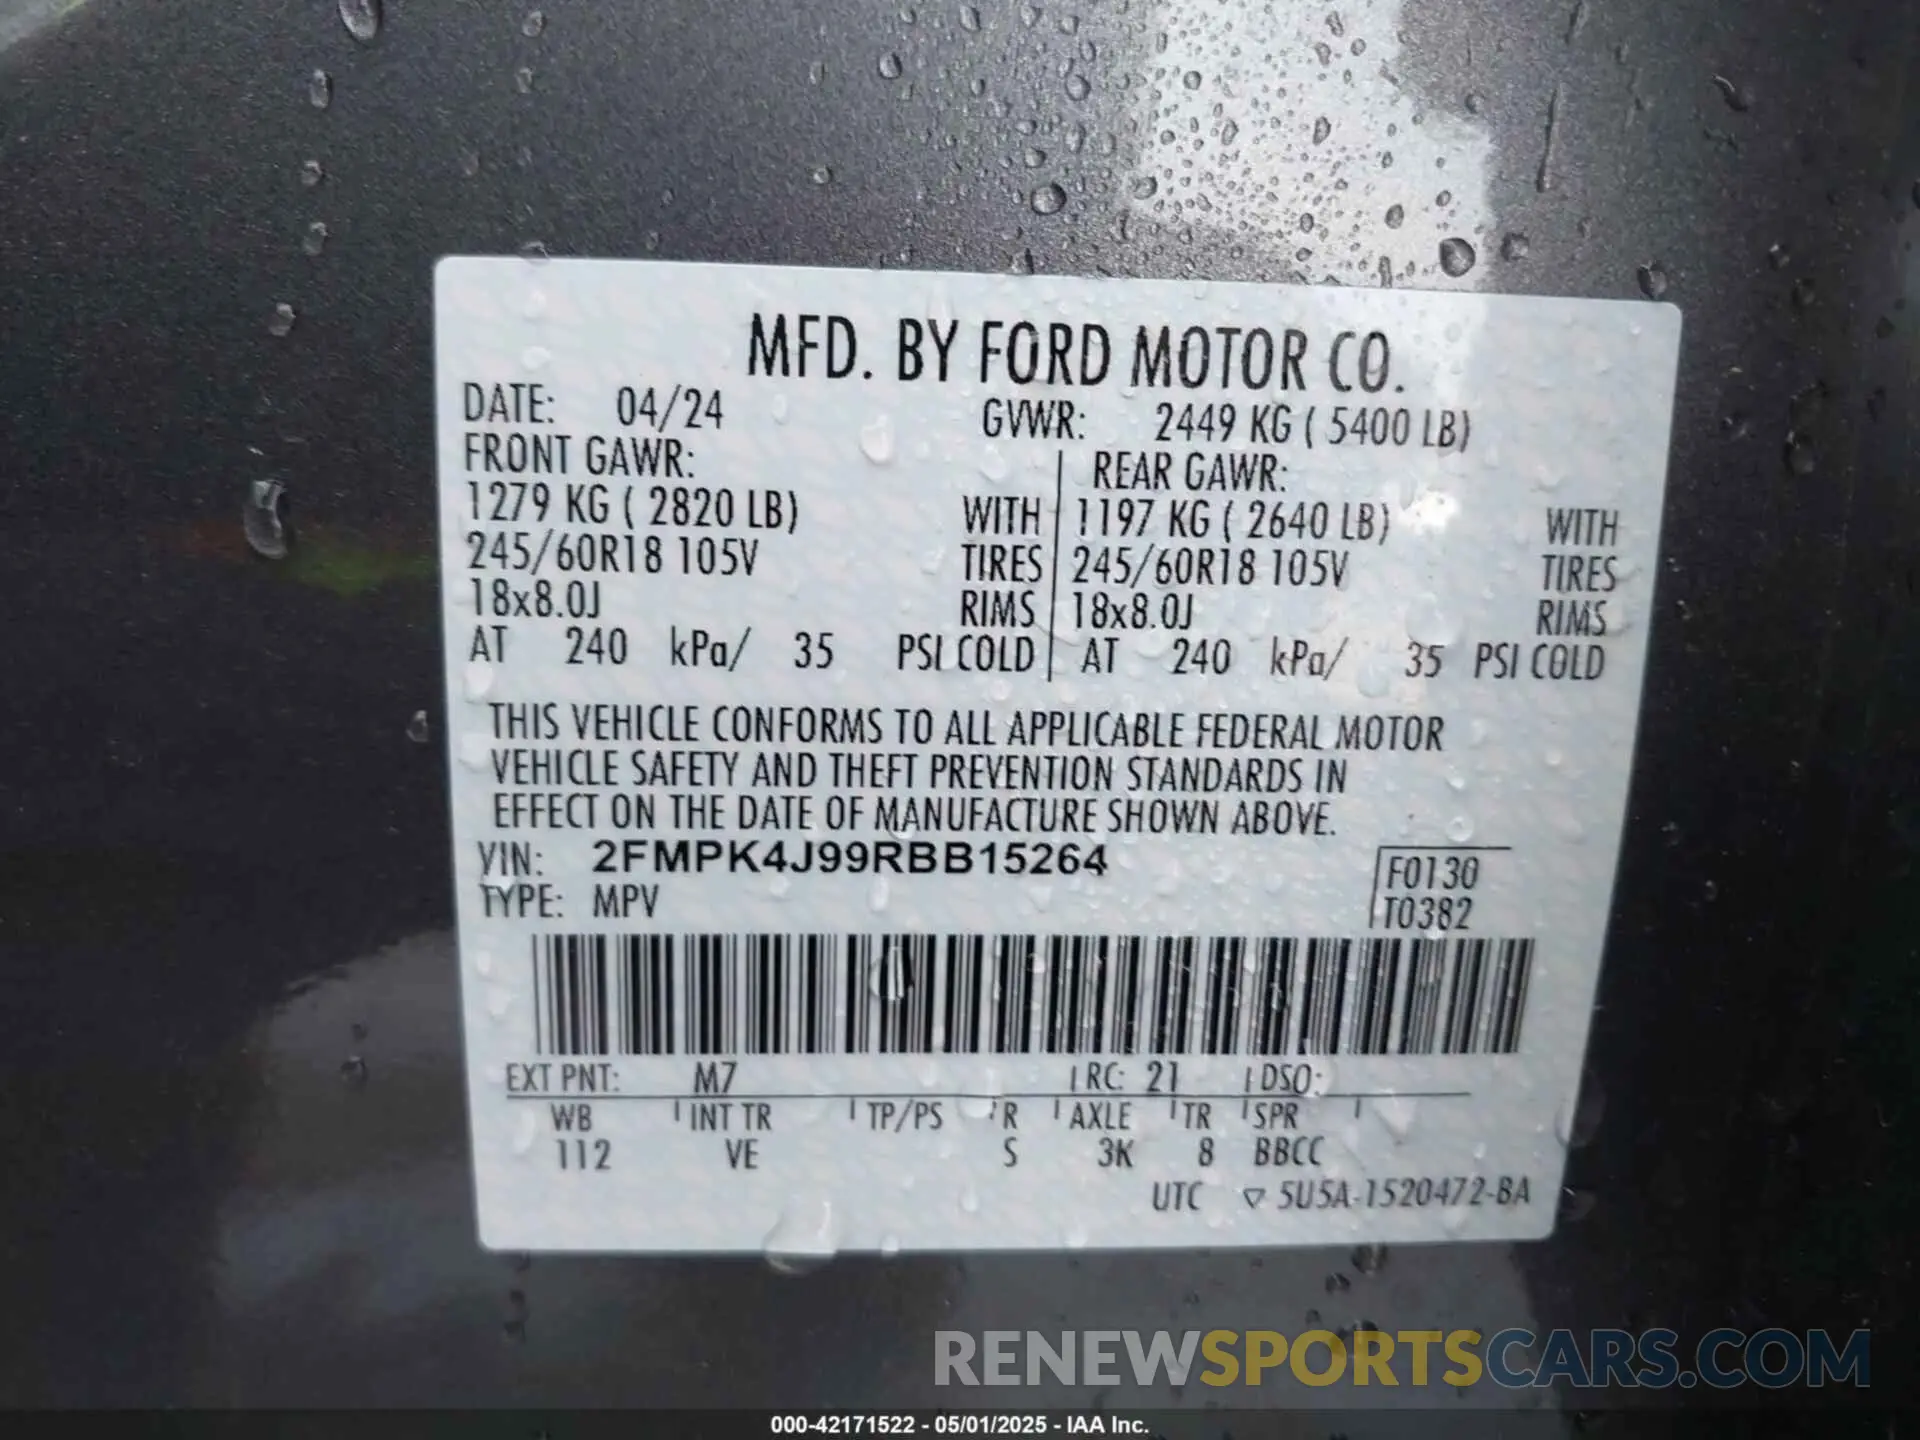 MFD. BY FORD MOTOR CO.
DATE: 04/24 GVWR: 2449 KG ( 5400 LB)
FRONT GAWR: REAR GAWR:
1279 KG ( 2820 LB) WITH 1197 KG ( 2640 LB) WITH
245/60R18 105V TIRES 245/60R18 105V TIRES
18x8.0J RIMS 18x8.0J RIMS
AT 240 kPa/ 35 PSI COLD AT 240 kPa/ 35 PSI COLD
THIS VEHICLE CONFORMS TO ALL APPLICABLE FEDERAL MOTOR
VEHICLE SAFETY AND THEFT PREVENTION STANDARDS IN
EFFECT ON THE DATE OF MANUFACTURE SHOWN ABOVE.
VIN: 2FMPK4J99RBB15264 F0130
TYPE: MPV T0382
EXT PNT: M7 RC: 21 DSO:
WB INT TR TP/PS R AXLE TR SPR
112 VE S 3K 8 BBCC
UTC ▽ 5U5A-1520472-BA
RENEWSPORTSCARS.COM
000-42171522 - 05/01/2025 - IAA Inc.